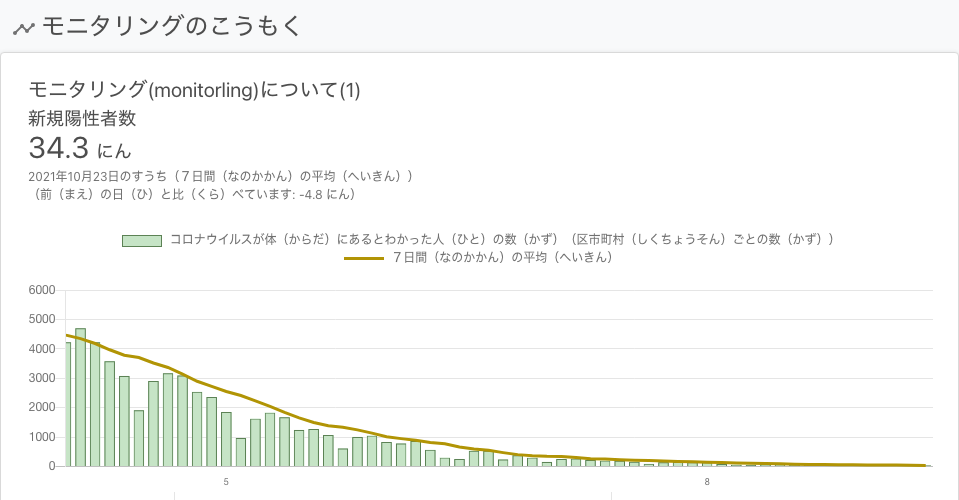 モニタリングのこうもく
モニタリング(monitorling)について(1)
新規陽性者数
34.3 にん
2021年10月23日のすうち（７日間（なのかかん）の平均（へいきん））
（前（まえ）の日（ひ）と比（くら）べています: -4.8 にん）
コロナウイルスが体（からだ）にあるとわかった人（ひと）の数（かず）（区市町村（しくちょうそん）ごとの数（かず））
７日間（なのかかん）の平均（へいきん）
6000
5000
4000
3000
2000
1000
0
5 8